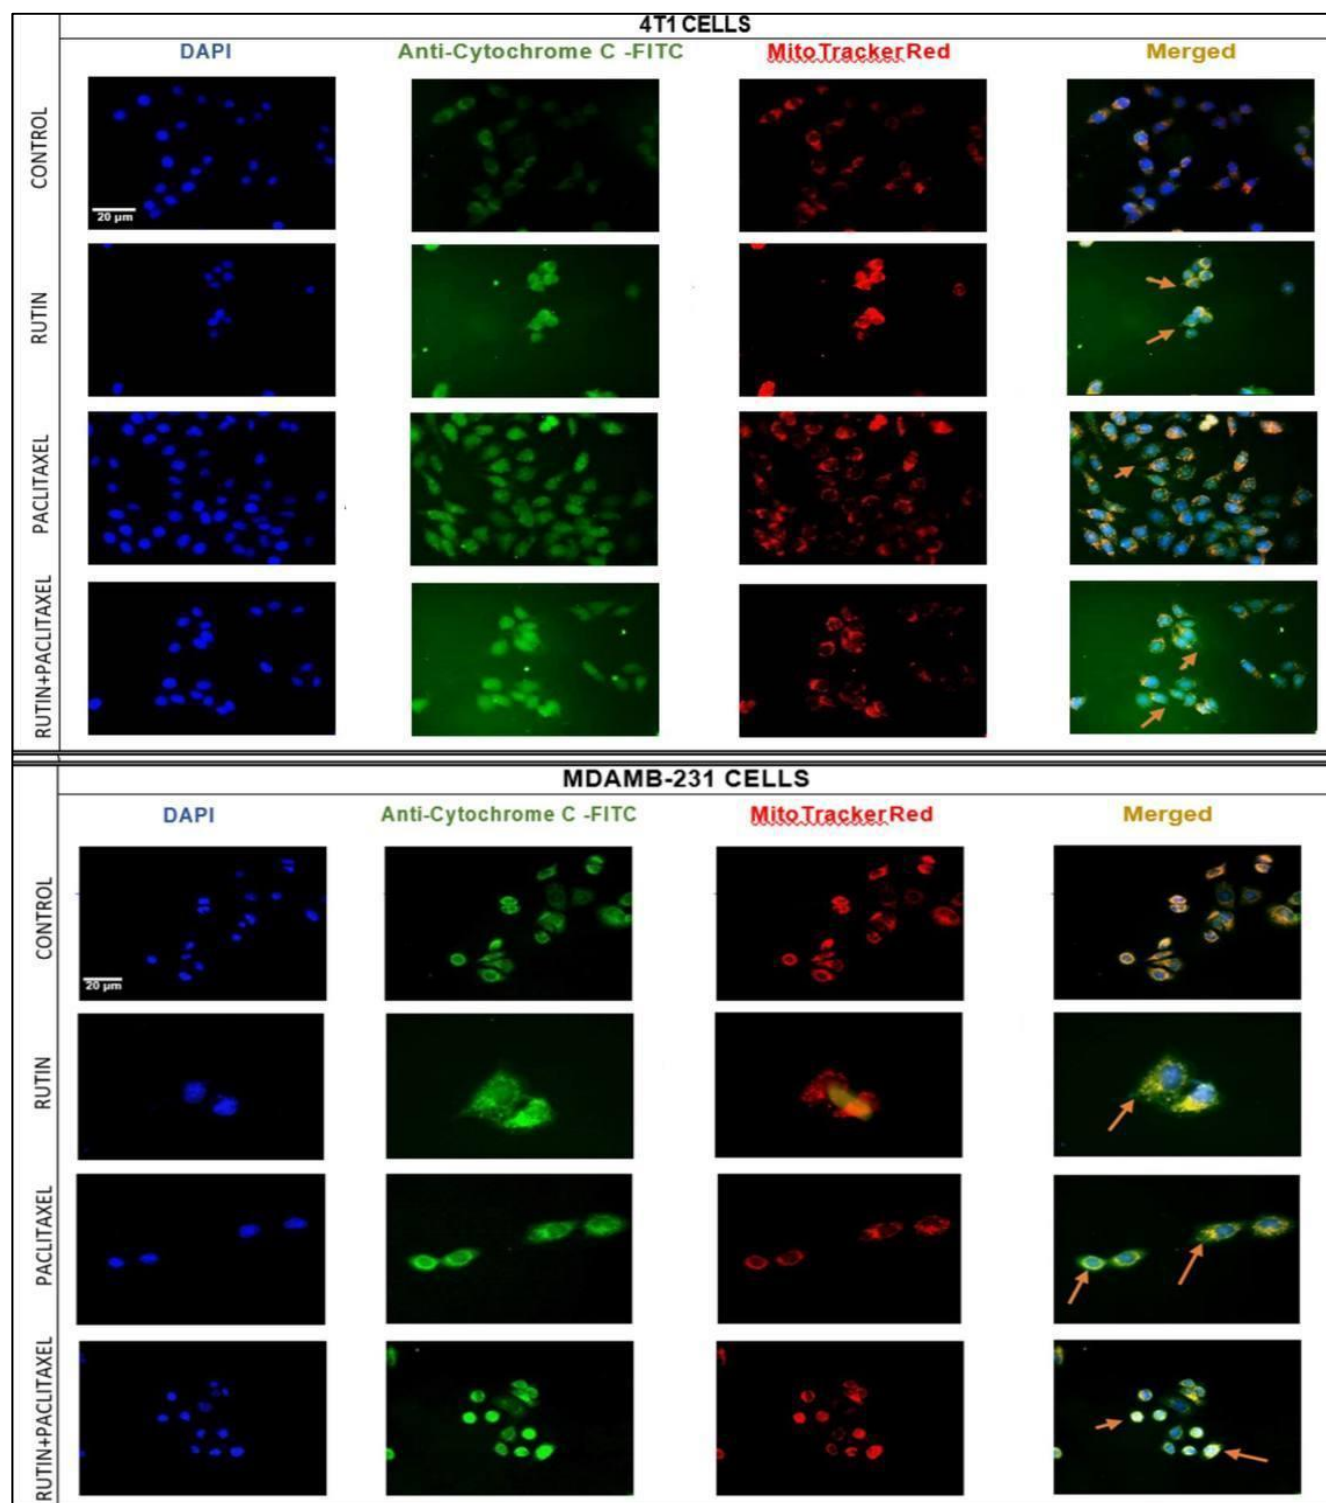 4T1 CELLS
DAPI Anti-Cytochrome C -FITC MitoTracker Red Merged
CONTROL
20 µm
RUTIN
PACLITAXEL
RUTIN+PACLITAXEL
MDAMB-231 CELLS
DAPI Anti-Cytochrome C -FITC MitoTracker Red Merged
CONTROL
20 µm
RUTIN
PACLITAXEL
RUTIN+PACLITAXEL